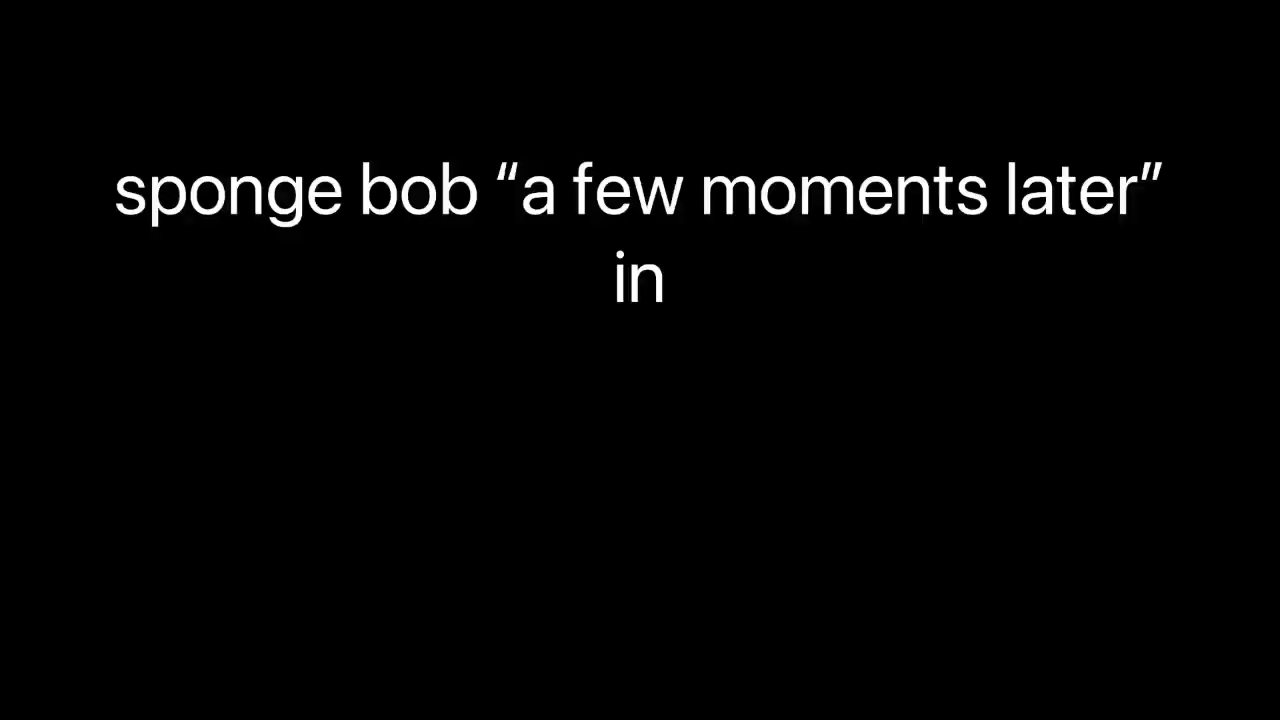 sponge bob “a few moments later”
in